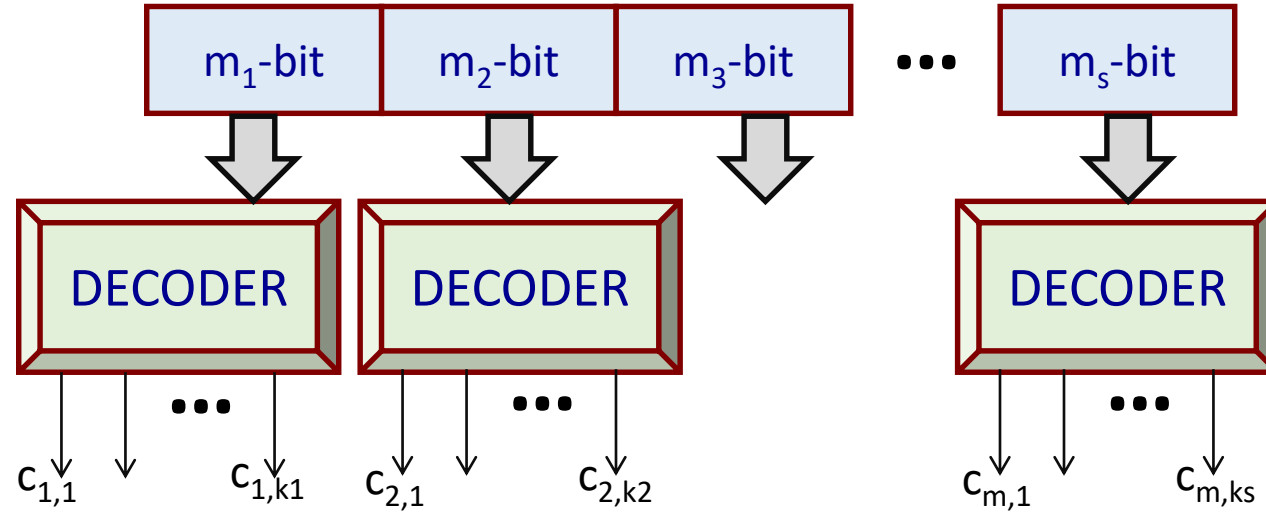 m₁-bit m₂-bit m₃-bit ••• mₛ-bit
DECODER DECODER DECODER
••• ••• •••
c₁,₁ c₁,ₖ₁ c₂,₁ c₂,ₖ₂ cₘ,₁ cₘ,ₖₛ